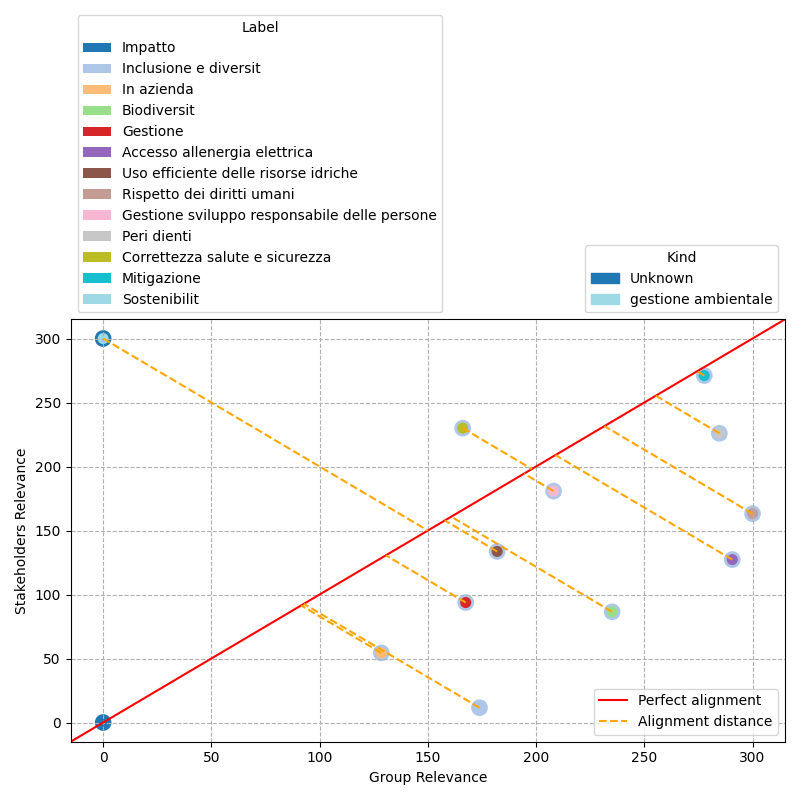 Label
Impatto
Inclusione e diversit
In azienda
Biodiversit
Gestione
Accesso allenergia elettrica
Uso efficiente delle risorse idriche
Rispetto dei diritti umani
Gestione sviluppo responsabile delle persone
Peri dienti
Correttezza salute e sicurezza
Mitigazione
Sostenibilit
Kind
Unknown
gestione ambientale
300
250
200
150
100
50
0
Stakeholders Relevance
Perfect alignment
Alignment distance
0 50 100 150 200 250 300
Group Relevance